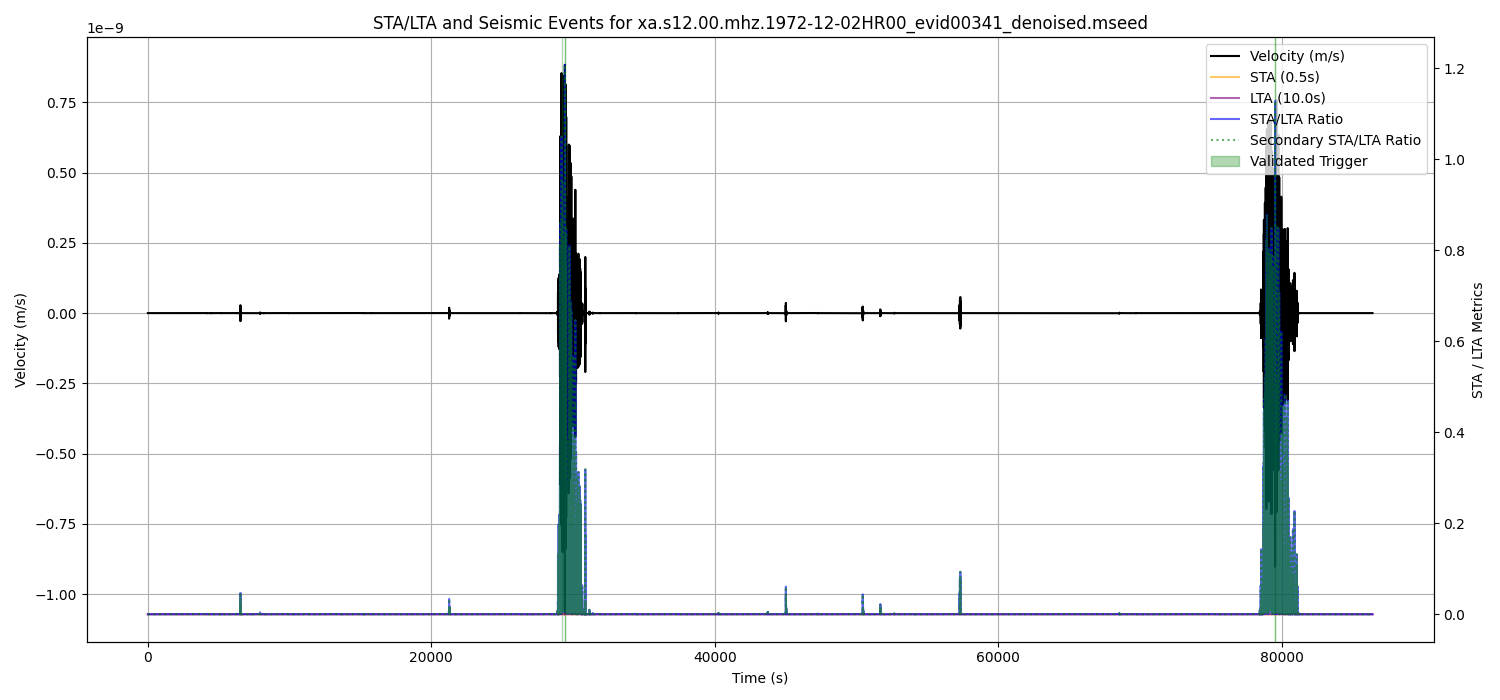 STA/LTA and Seismic Events for xa.s12.00.mhz.1972-12-02HR00_evid00341_denoised.mseed
1e−9
Velocity (m/s)
STA (0.5s)
LTA (10.0s)
STA/LTA Ratio
Secondary STA/LTA Ratio
Validated Trigger
0.75
0.50
0.25
0.00
−0.25
−0.50
−0.75
−1.00
Velocity (m/s)
1.2
1.0
0.8
0.6
0.4
0.2
0.0
STA / LTA Metrics
0 20000 40000 60000 80000
Time (s)